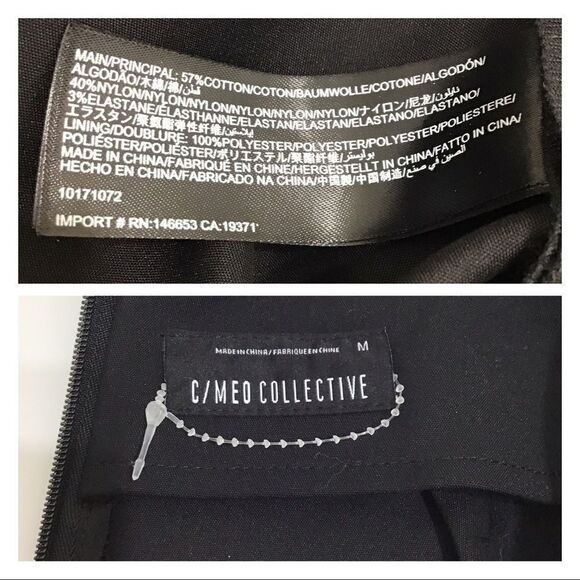 MAIN/PRINCIPAL: 57%COTTON/COTON/BAUMWOLLE/COTONE/ALGODÓN/
ALGODÃO/木棉/棉/قطن/
40%NYLON/NYLON/NYLON/NYLON/NYLON/NYLON/ナイロン/尼龙/نايلون/
3%ELASTANE/ÉLASTHANNE/ELASTAN/ELASTAN/ELASTANO/ELASTANO/
エラスタン/聚氨酯弹性纤维/إيلاستين/
LINING/DOUBLURE: 100%POLYESTER/POLYESTER/POLYESTER/POLIESTERE/
POLIÉSTER/POLIÉSTER/ポリエステル/聚酯纤维/بوليستر/
MADE IN CHINA/FABRIQUÉ EN CHINE/HERGESTELLT IN CHINA/FATTO IN CINA/
HECHO EN CHINA/FABRICADO NA CHINA/中国製/中国制造/الصين في صنع/
10171072
IMPORT # RN:146653 CA:19371
MADE IN CHINA / FABRIQUE EN CHINE M
C/MEO COLLECTIVE